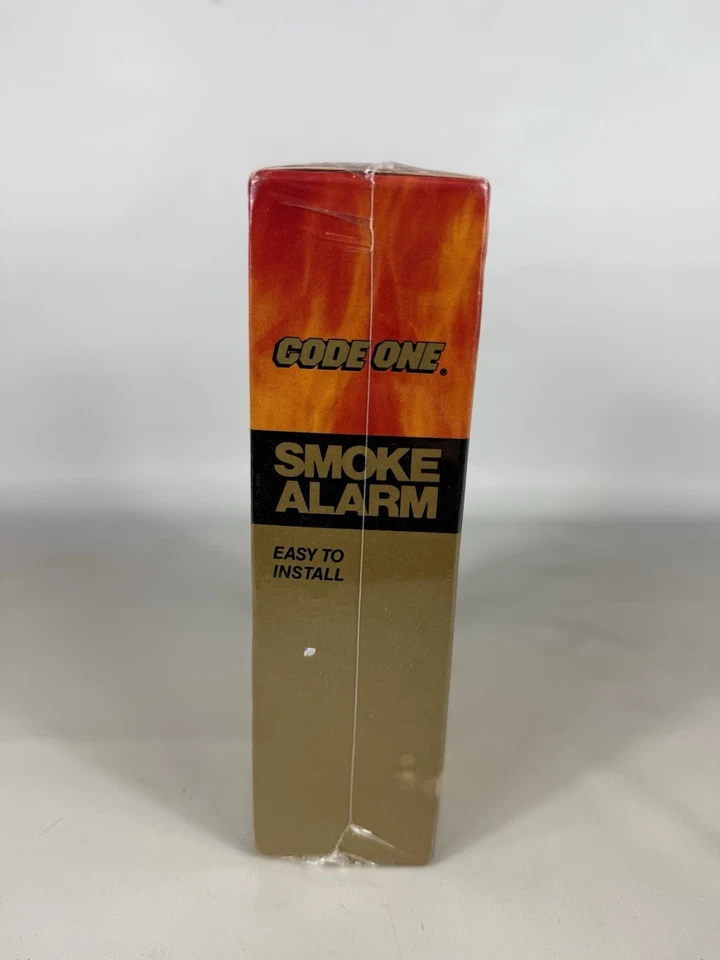 CODE ONE®
SMOKE
ALARM
EASY TO
INSTALL